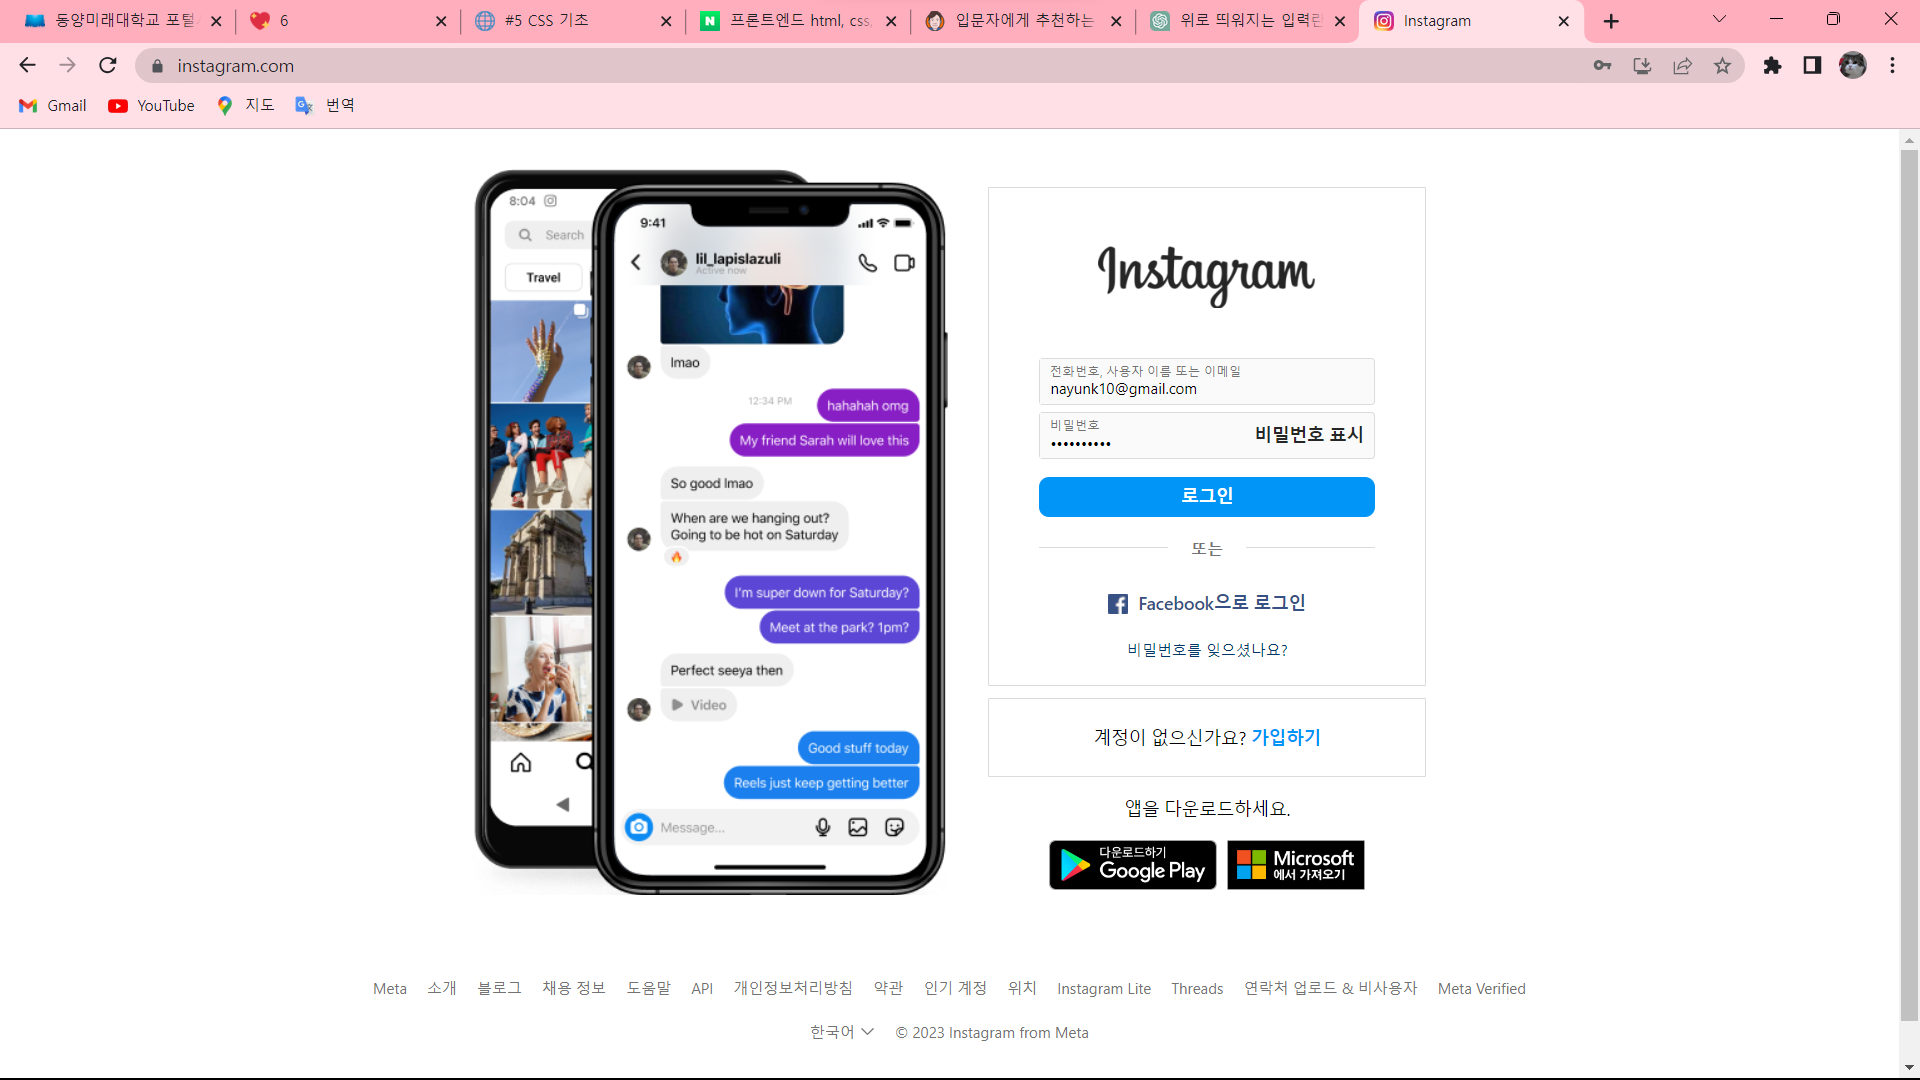 동양미래대학교 포털
6
#5 CSS 기초
프론트엔드 html, css,
입문자에게 추천하는
위로 띄워지는 입력란
Instagram
instagram.com
Gmail
YouTube
지도
번역
8:04
Search
Travel
9:41
lil_lapislazuli
Active now
lmao
12:34 PM
hahahah omg
My friend Sarah will love this
So good lmao
When are we hanging out?
Going to be hot on Saturday
I'm super down for Saturday?
Meet at the park? 1pm?
Perfect seeya then
Video
Good stuff today
Reels just keep getting better
Message...
Instagram
전화번호, 사용자 이름 또는 이메일
nayunk10@gmail.com
비밀번호
••••••••••
비밀번호 표시
로그인
또는
Facebook으로 로그인
비밀번호를 잊으셨나요?
계정이 없으신가요? 가입하기
앱을 다운로드하세요.
다운로드하기
Google Play
Microsoft
에서 가져오기
Meta 소개 블로그 채용 정보 도움말 API 개인정보처리방침 약관 인기 계정 위치 Instagram Lite Threads 연락처 업로드 & 비사용자 Meta Verified
한국어 © 2023 Instagram from Meta